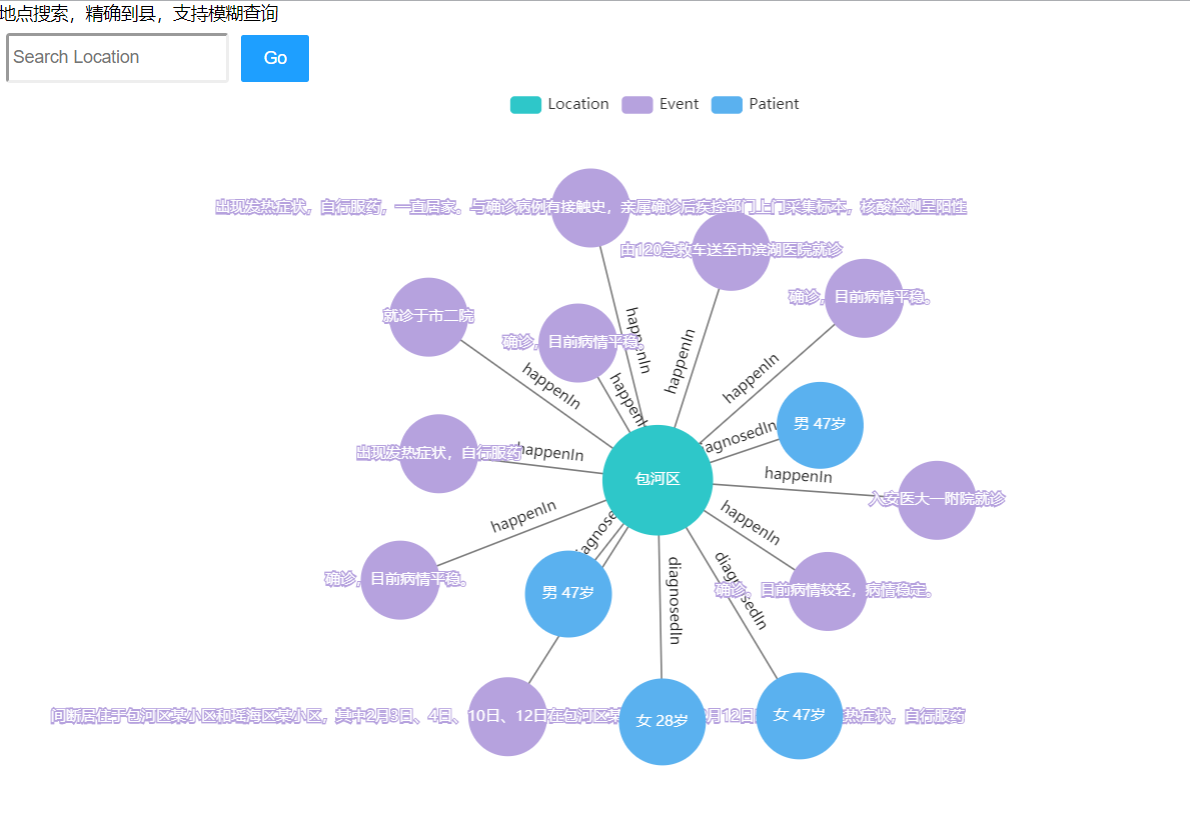 地点搜索，精确到县，支持模糊查询
Search Location
Go
Location Event Patient
出现发热症状，自行服药，一直居家。与确诊病例有接触史，亲属确诊后疾控部门上门采集标本，核酸检测呈阳性
由120急救车送至市滨湖医院就诊
确诊，目前病情平稳。
就诊于市二院
确诊，目前病情平稳。
happenIn
happenIn
happenIn
happenIn
happenIn
男 47岁
agnosedIn
出现发热症状，自行服药
happenIn
包河区
happenIn
入安医大一附院就诊
happenIn
happenIn
iagnose
diagnosedIn
diagnosedIn
确诊，目前病情平稳。
男 47岁
确诊。目前病情较轻，病情稳定。
间断居住于包河区某小区和瑶海区某小区，其中2月3日、4日、10日、12日在包河区某
月12日
热症状，自行服药
女 28岁
女 47岁